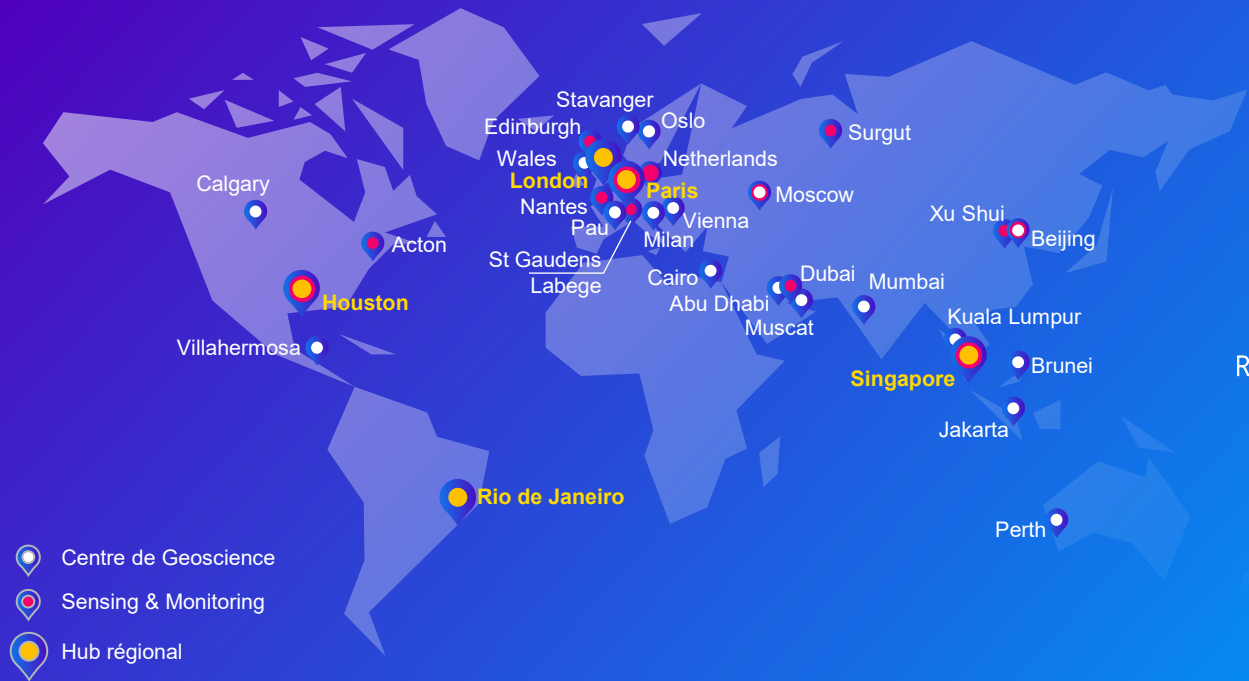 Stavanger
Edinburgh
Oslo
Surgut
Wales
Netherlands
London
Paris
Calgary
Moscow
Nantes
Xu Shui
Pau
Vienna
Milan
Beijing
Acton
St Gaudens
Labége
Cairo
Dubai
Mumbai
Abu Dhabi
Houston
Muscat
Kuala Lumpur
Villahermosa
Brunei
R
Singapore
Jakarta
Rio de Janeiro
Perth
Centre de Geoscience
Sensing & Monitoring
Hub régional